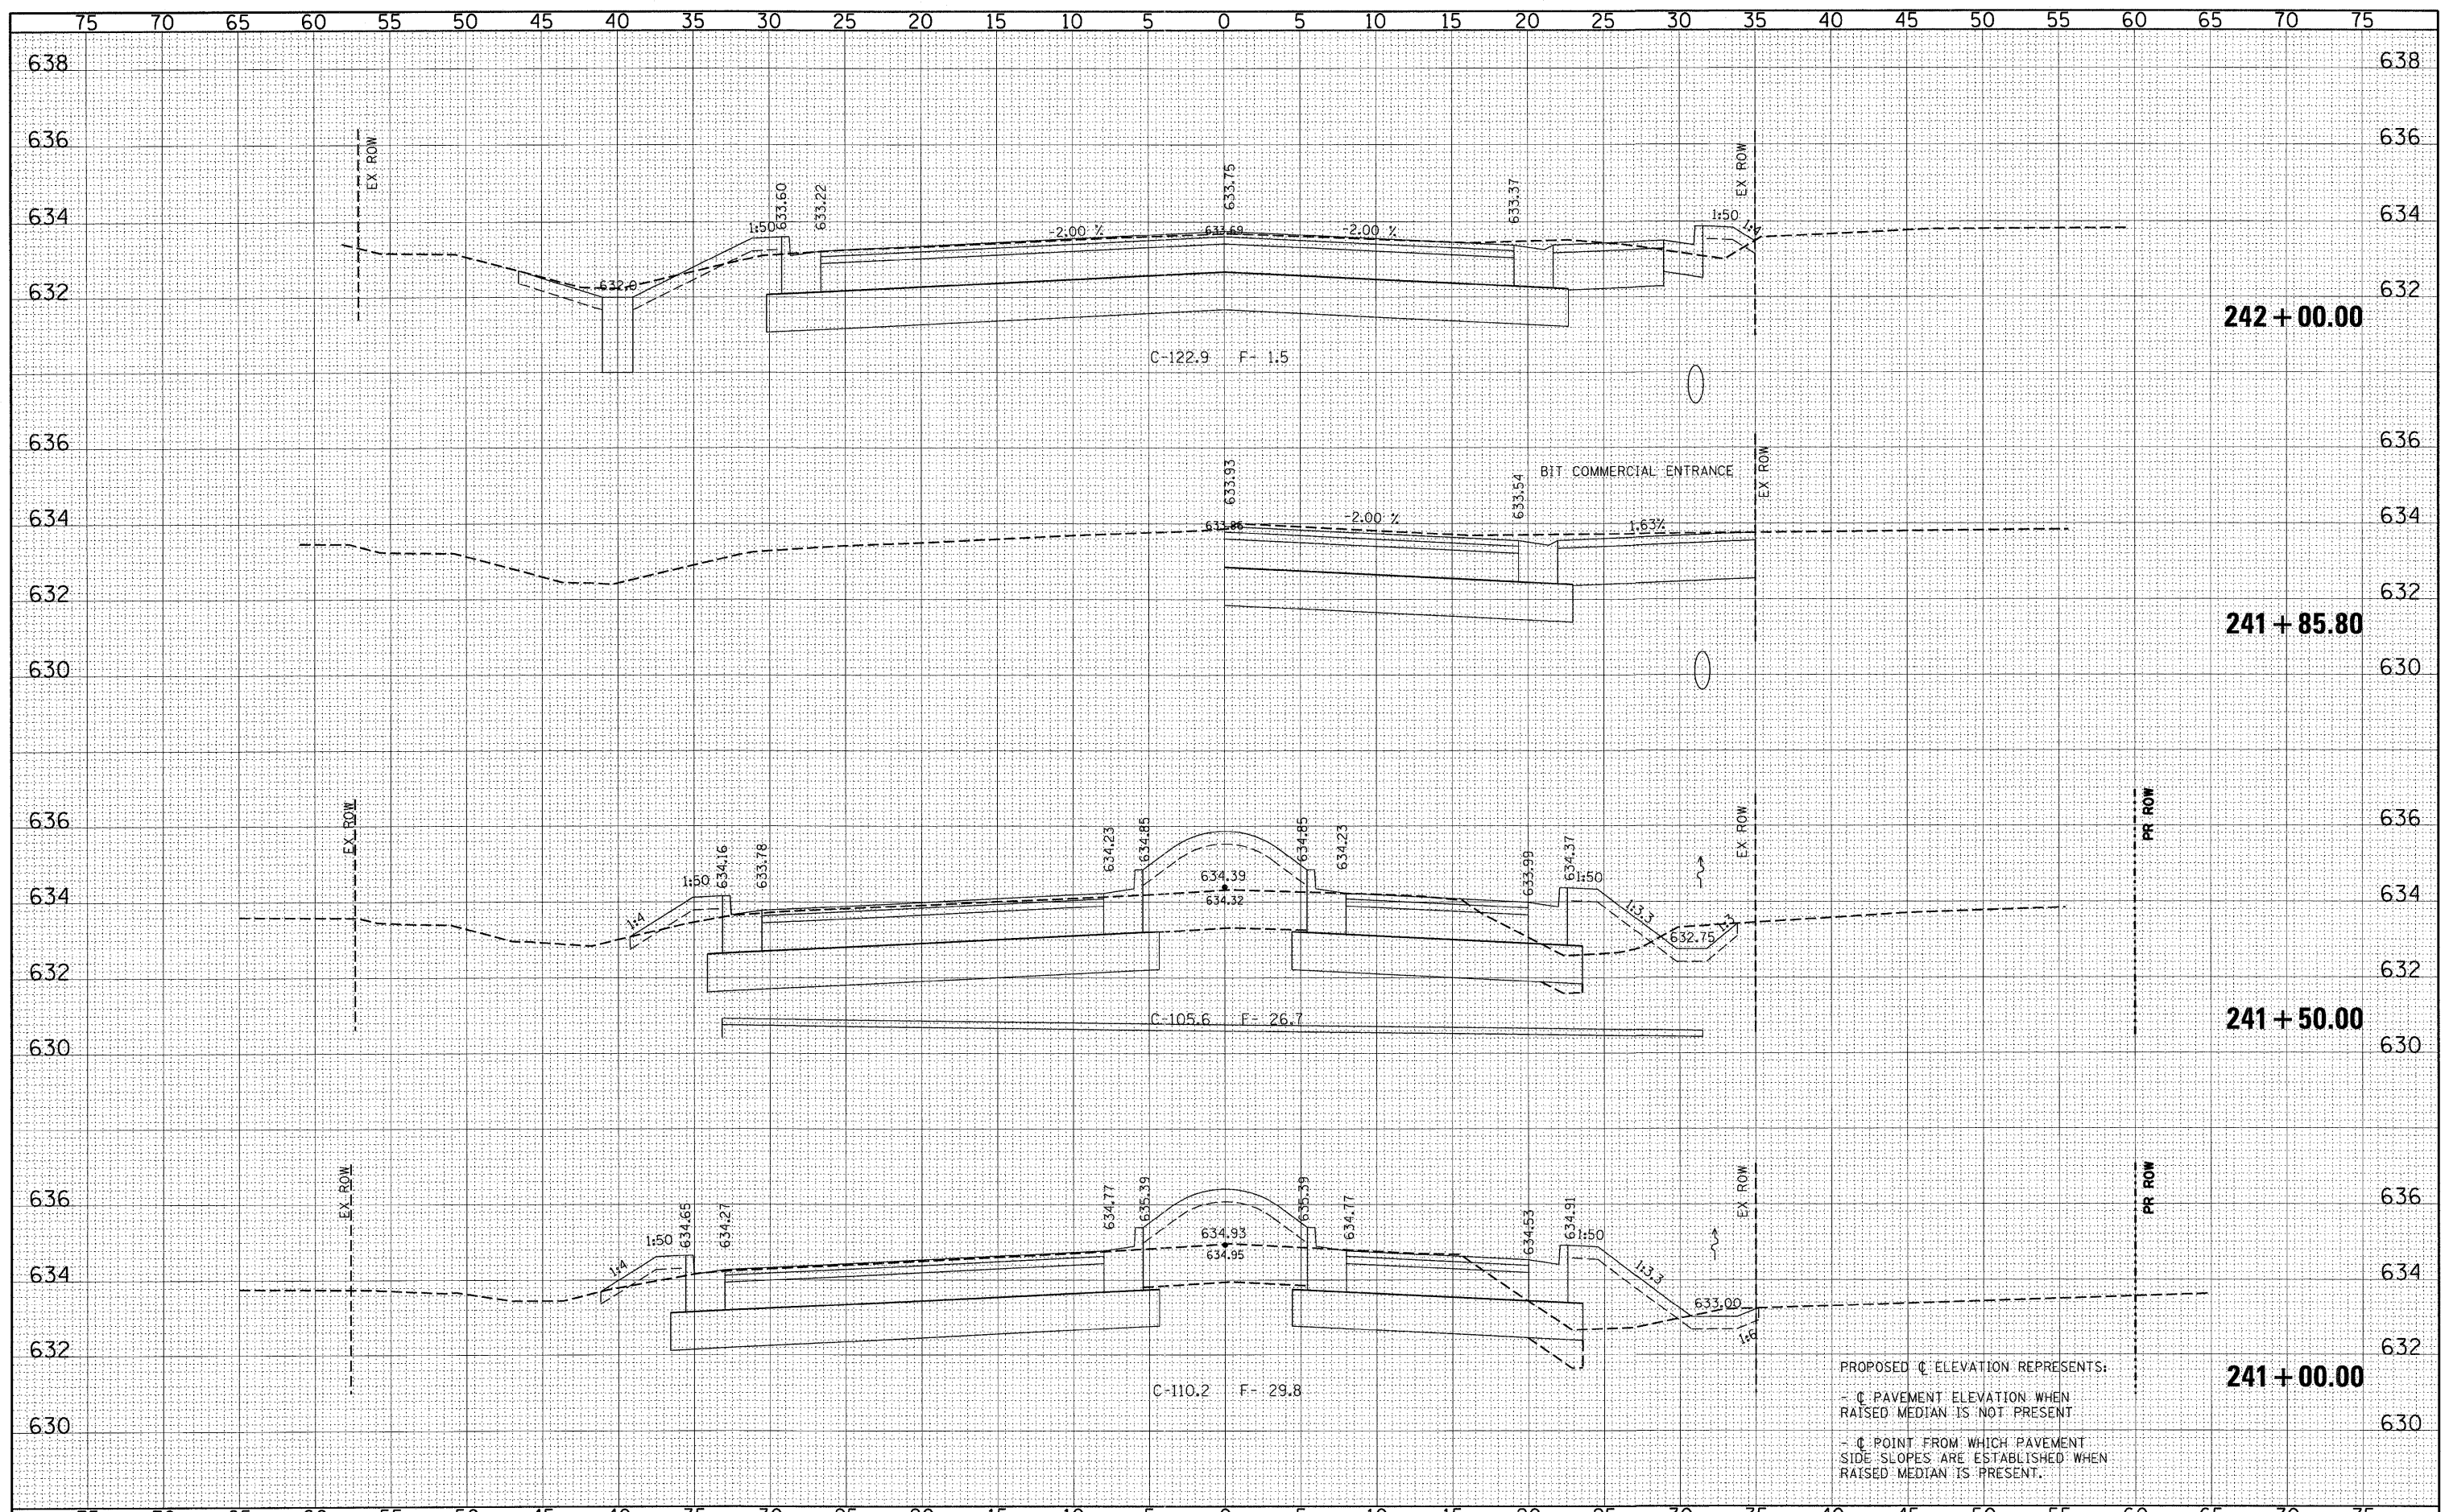 75 70 65 60 55 50 45 40 35 30 25 20 15 10 5 0 5 10 15 20 25 30 35 40 45 50 55 60 65 70 75
638 638
636 EX ROW EX ROW 636
634 633.60 633.22 633.75 633.37 634
1:50 -2.00 % 633.69 -2.00 % 1:50 1:4
632 632.0 632
242 + 00.00
C-122.9 F- 1.5
636 EX ROW 636
BIT COMMERCIAL ENTRANCE
633.93 633.54
634 633.86 -2.00 % 1.63% 634
632 632
241 + 85.80
630 630
636 EX ROW EX ROW PR ROW 636
634.16 633.78 634.23 634.85 634.85 634.23 633.99 634.37
1:50 634.39 1:50
634 634.32 634
1:4 1:3.3 1:3
632.75
632 632
C-105.6 F- 26.7
241 + 50.00
630 630
636 EX ROW EX ROW PR ROW 636
634.65 634.27 634.77 635.39 635.39 634.77 634.53 634.91
1:50 634.93 1:50
634.95
634 1:4 1:3.3 634
633.00
1:6
632 632
241 + 00.00
C-110.2 F- 29.8
630 630
PROPOSED ℄ ELEVATION REPRESENTS:
- ℄ PAVEMENT ELEVATION WHEN
RAISED MEDIAN IS NOT PRESENT
- ℄ POINT FROM WHICH PAVEMENT
SIDE SLOPES ARE ESTABLISHED WHEN
RAISED MEDIAN IS PRESENT.